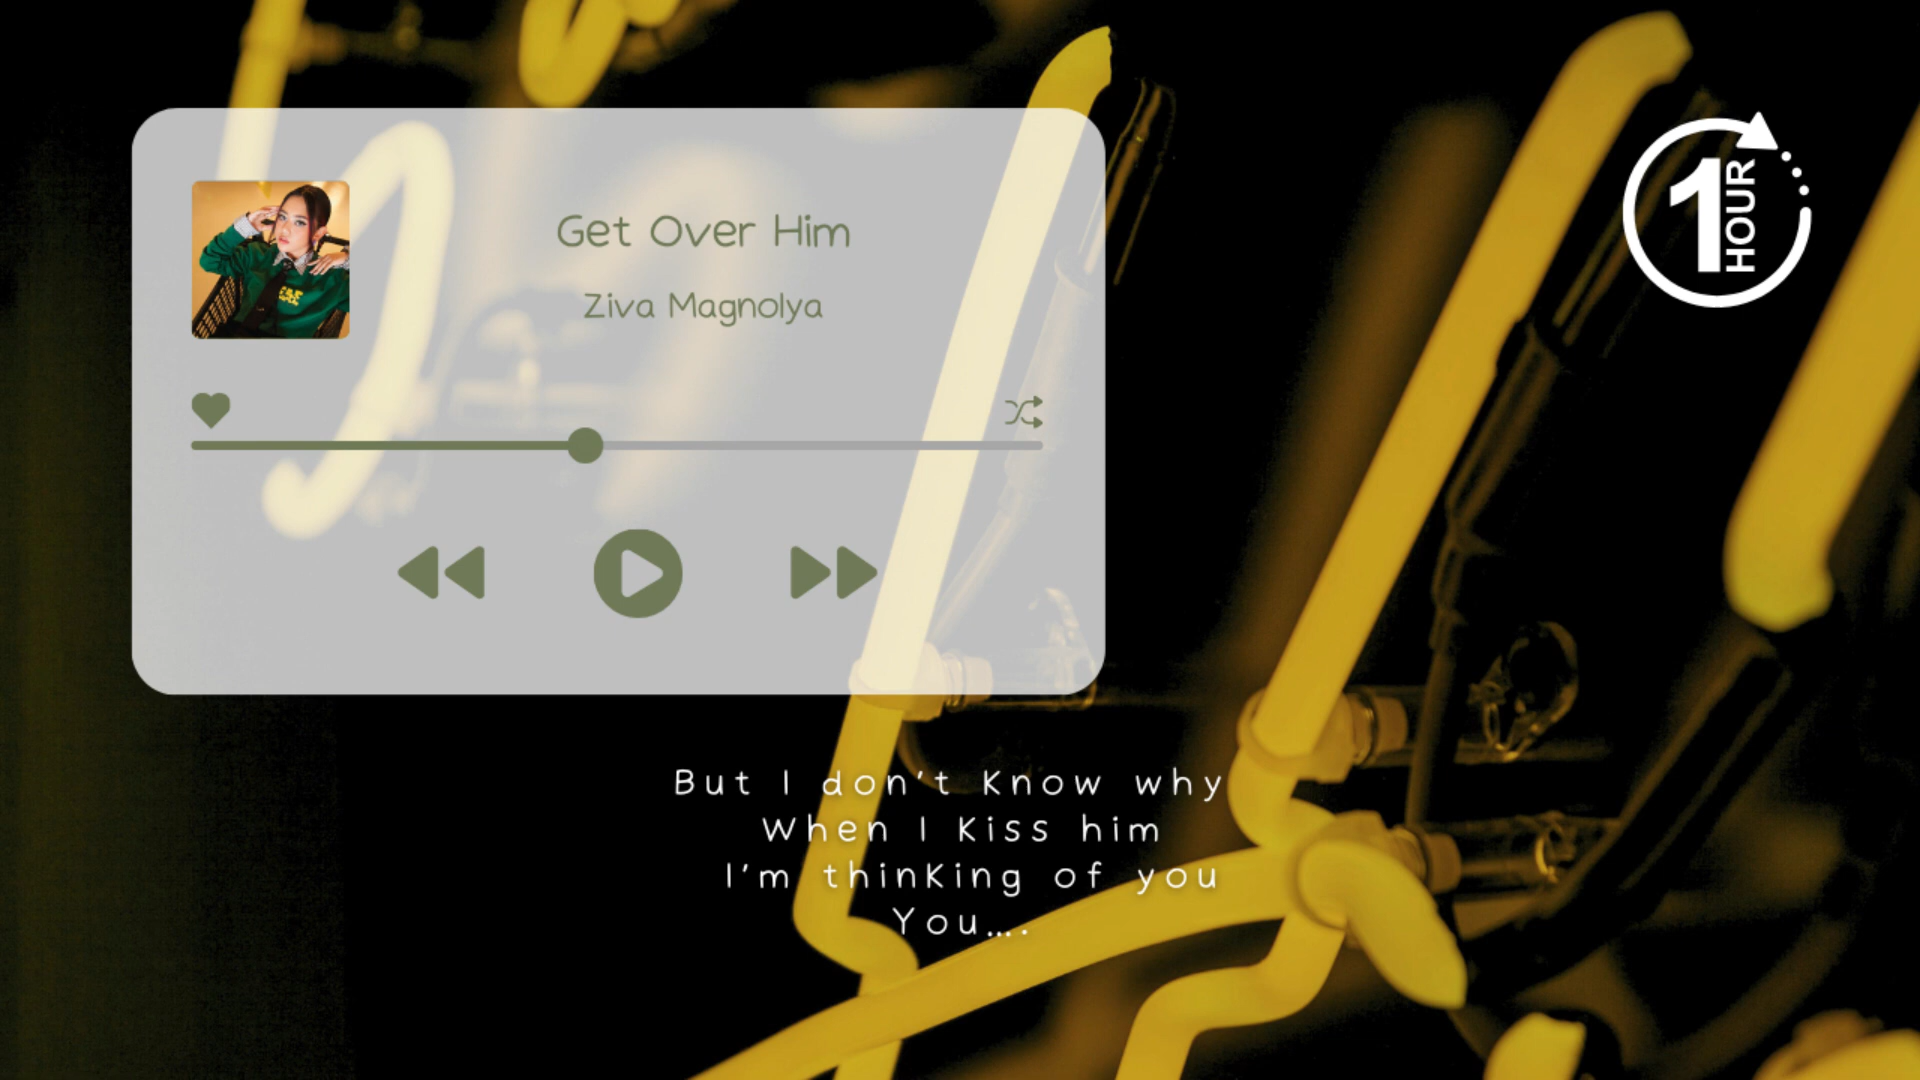 Get Over Him
Ziva Magnolya
1 HOUR
But I don't know why
When I kiss him
I'm thinking of you
You....